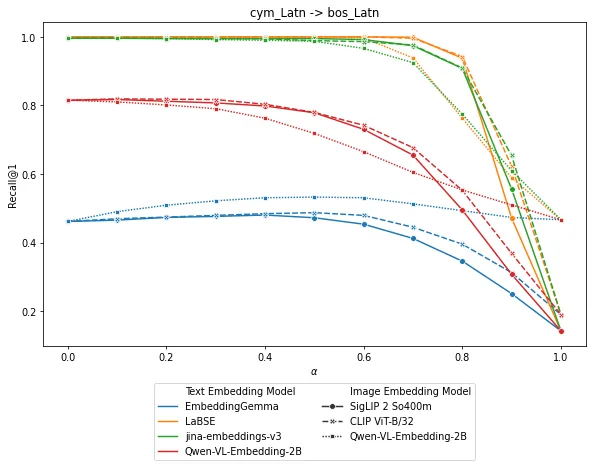 cym_Latn -> bos_Latn
Recall@1
1.0
0.8
0.6
0.4
0.2
0.0 0.2 0.4 0.6 0.8 1.0
α
Text Embedding Model Image Embedding Model
EmbeddingGemma SigLIP 2 So400m
LaBSE CLIP ViT-B/32
jina-embeddings-v3 Qwen-VL-Embedding-2B
Qwen-VL-Embedding-2B